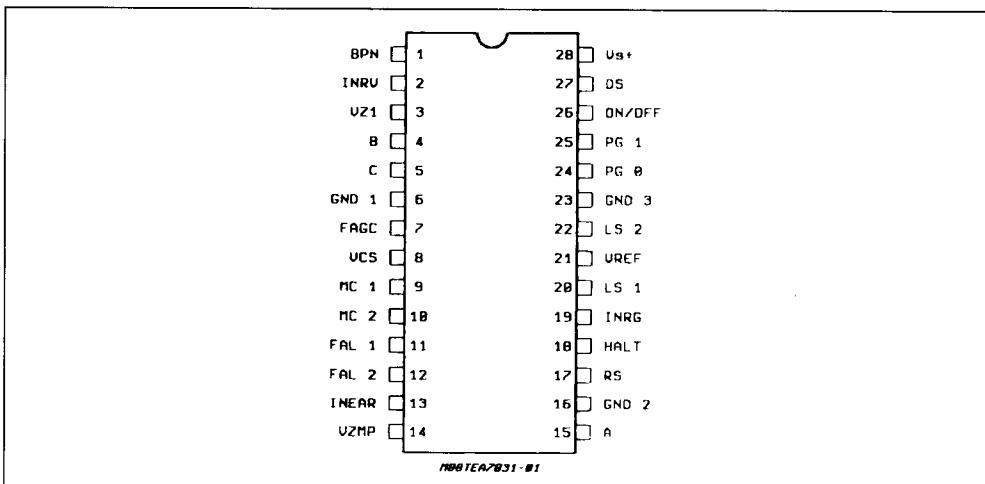 BPN 1 28 Vs+
INRV 2 27 OS
VZ1 3 26 ON/OFF
B 4 25 PG 1
C 5 24 PG 0
GND 1 6 23 GND 3
FAGC 7 22 LS 2
VCS 8 21 VREF
MC 1 9 20 LS 1
MC 2 10 19 INRG
FAL 1 11 18 HALT
FAL 2 12 17 RS
INEAR 13 16 GND 2
VZMP 14 15 A
M88TEA7031-01